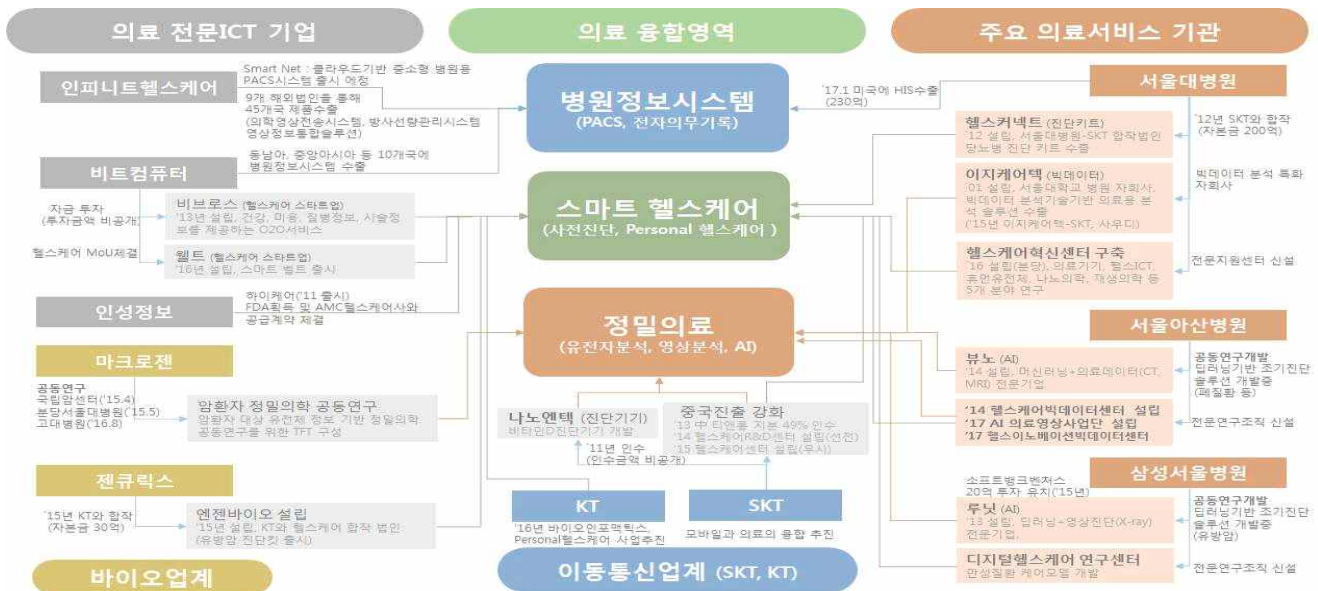 의료 전문ICT 기업
의료 융합영역
주요 의료서비스 기관
인피니트헬스케어
Smart Net : 클라우드기반 중소형 병원용
PACS시스템 출시 예정
9개 해외법인을 통해
45개국 제품수출
(의학영상전송시스템, 방사선량관리시스템
영상정보통합솔루션)
비트컴퓨터
동남아, 중앙아시아 등 10개국에
병원정보시스템 수출
자금 투자
(투자금액 비공개)
비브로스 (헬스케어 스타트업)
'13년 설립, 건강, 미용, 질병정보, 시술정
보를 제공하는 O2O서비스
헬스케어 MoU체결
웰트 (헬스케어 스타트업)
'16년 설립, 스마트 벨트 출시
인성정보
하이케어('11 출시)
FDA획득 및 AMC헬스케어사와
공급계약 체결
마크로젠
공동연구
국립암센터('15.4)
분당서울대병원('15.5)
고대병원('16.8)
암환자 정밀의학 공동연구
암환자 대상 유전체 정보 기반 정밀의학
공동연구를 위한 TFT 구성
젠큐릭스
'15년 KT와 합작
(자본금 30억)
엔젠바이오 설립
'15년 설립, KT와 헬스케어 합작 법인
(유방암 진단킷 출시)
바이오업계
병원정보시스템
(PACS, 전자의무기록)
스마트 헬스케어
(사전진단, Personal 헬스케어 )
정밀의료
(유전자분석, 영상분석, AI)
나노엔텍 (진단기기)
비타민D진단기기 개발
중국진출 강화
'13 中 티엔롱 지분 49% 인수
'14 헬스케어R&D센터 설립(선전)
'15 헬스케어센터 설립(우시)
'11년 인수
(인수금액 비공개)
KT
SKT
'16년 바이오인포매틱스,
Personal헬스케어 사업추진
모바일과 의료의 융합 추진
이동통신업계 (SKT, KT)
'17.1 미국에 HIS수출
(230억)
서울대병원
헬스커넥트 (진단키트)
'12 설립, 서울대병원-SKT 합작법인
당뇨병 진단 키트 수출
'12년 SKT와 합작
(자본금 200억)
이지케어텍 (빅데이터)
'01 설립, 서울대학교 병원 자회사,
빅데이터 분석기술기반 의료용 분
석 솔루션 수출
('15년 이지케어텍-SKT, 사우디)
빅데이터 분석 특화
자회사
헬스케어혁신센터 구축
'16 설립(분당), 의료기기, 헬스ICT,
휴먼유전체, 나노의학, 재생의학 등
5개 분야 연구
전문지원센터 신설
서울아산병원
뷰노 (AI)
'14 설립, 머신러닝+의료데이터(CT,
MRI) 전문기업
공동연구개발
딥러닝기반 조기진단
솔루션 개발중
(폐질환 등)
'14 헬스케어빅데이터센터 설립
'17 AI 의료영상사업단 설립
'17 헬스이노베이션빅데이터센터
전문연구조직 신설
삼성서울병원
소프트뱅크벤처스
20억 투자 유치('15년)
루닛 (AI)
'13 설립, 딥러닝+영상진단(X-ray)
전문기업,
공동연구개발
딥러닝기반 조기진단
솔루션 개발중
(유방암)
디지털헬스케어 연구센터
만성질환 케어모델 개발
전문연구조직 신설